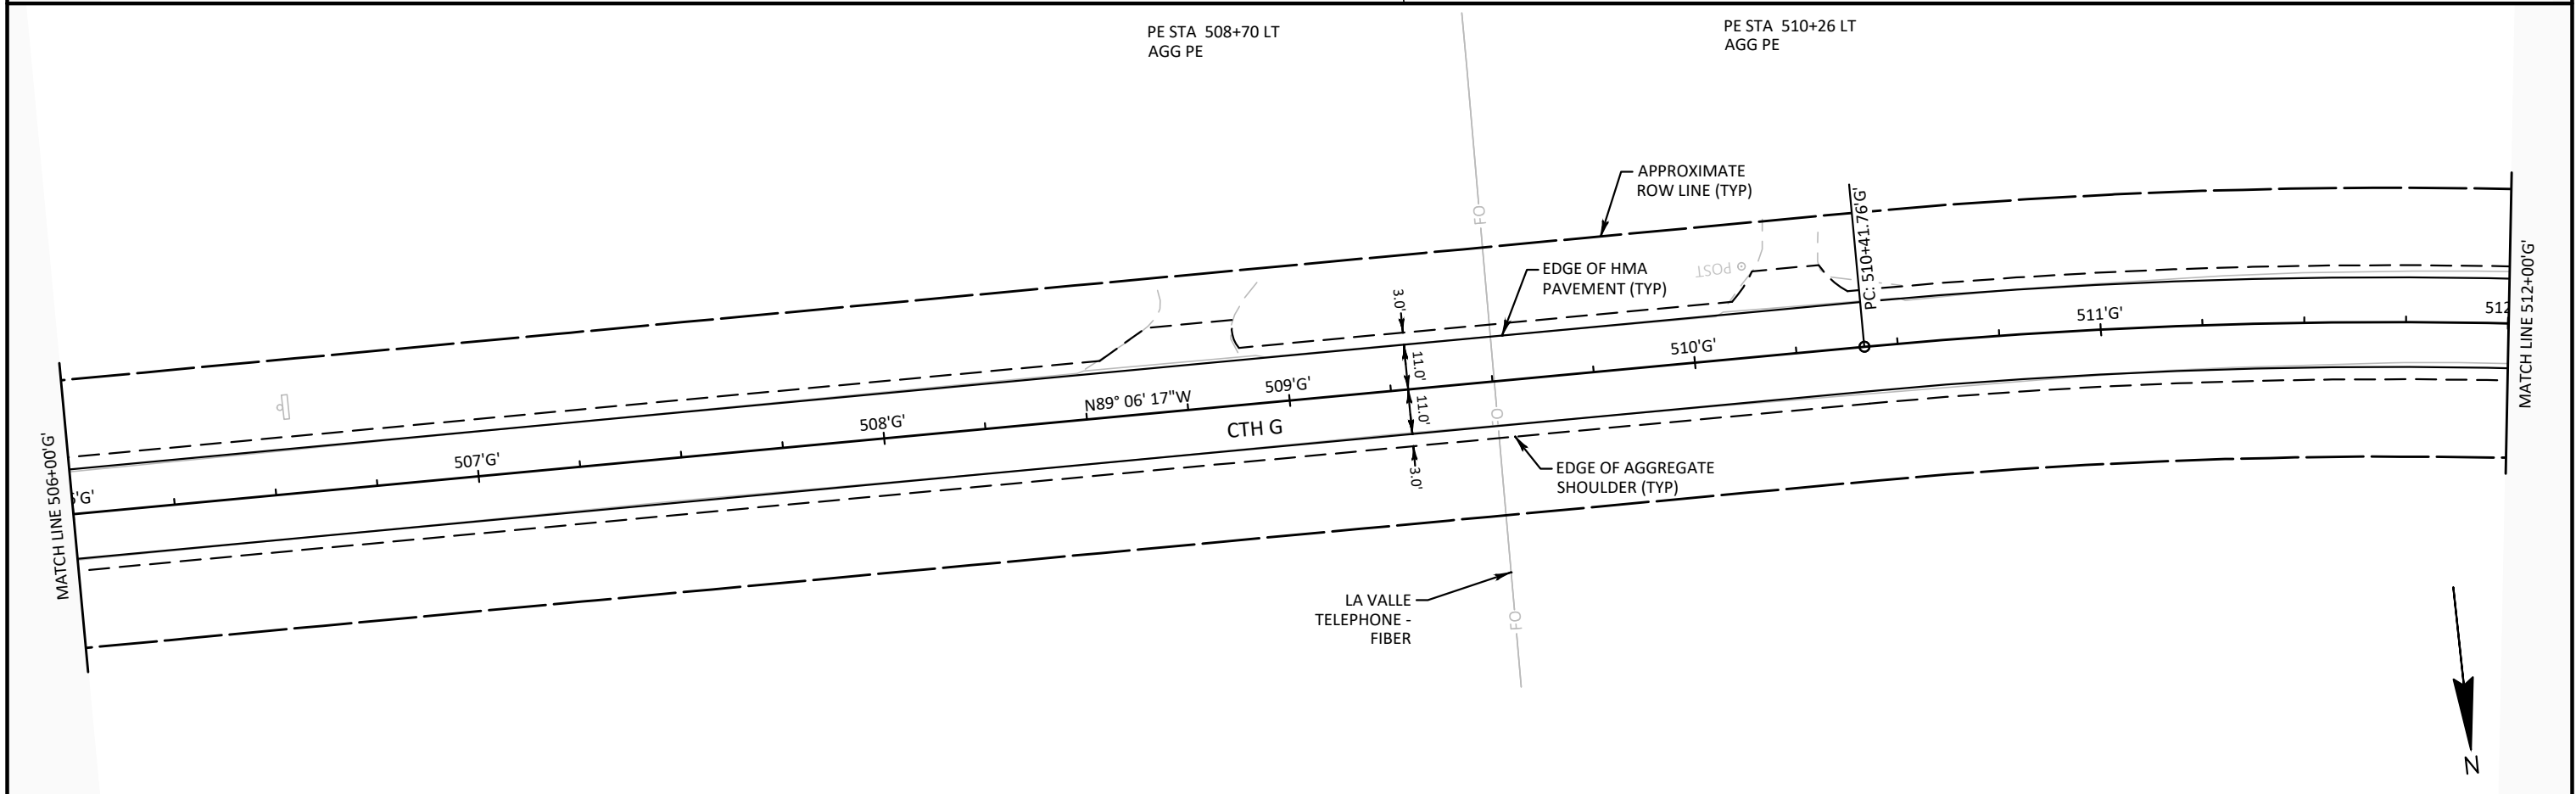 PE STA 508+70 LT
AGG PE
PE STA 510+26 LT
AGG PE
APPROXIMATE
ROW LINE (TYP)
PC: 510+41.76'G'
FO
POST
EDGE OF HMA
PAVEMENT (TYP)
3.0'
11.0'
11.0'
3.0'
MATCH LINE 506+00'G'
'G'
507'G'
508'G'
N89° 06' 17"W
509'G'
510'G'
511'G'
512
MATCH LINE 512+00'G'
CTH G
FO
EDGE OF AGGREGATE
SHOULDER (TYP)
LA VALLE
TELEPHONE -
FIBER
FO
N